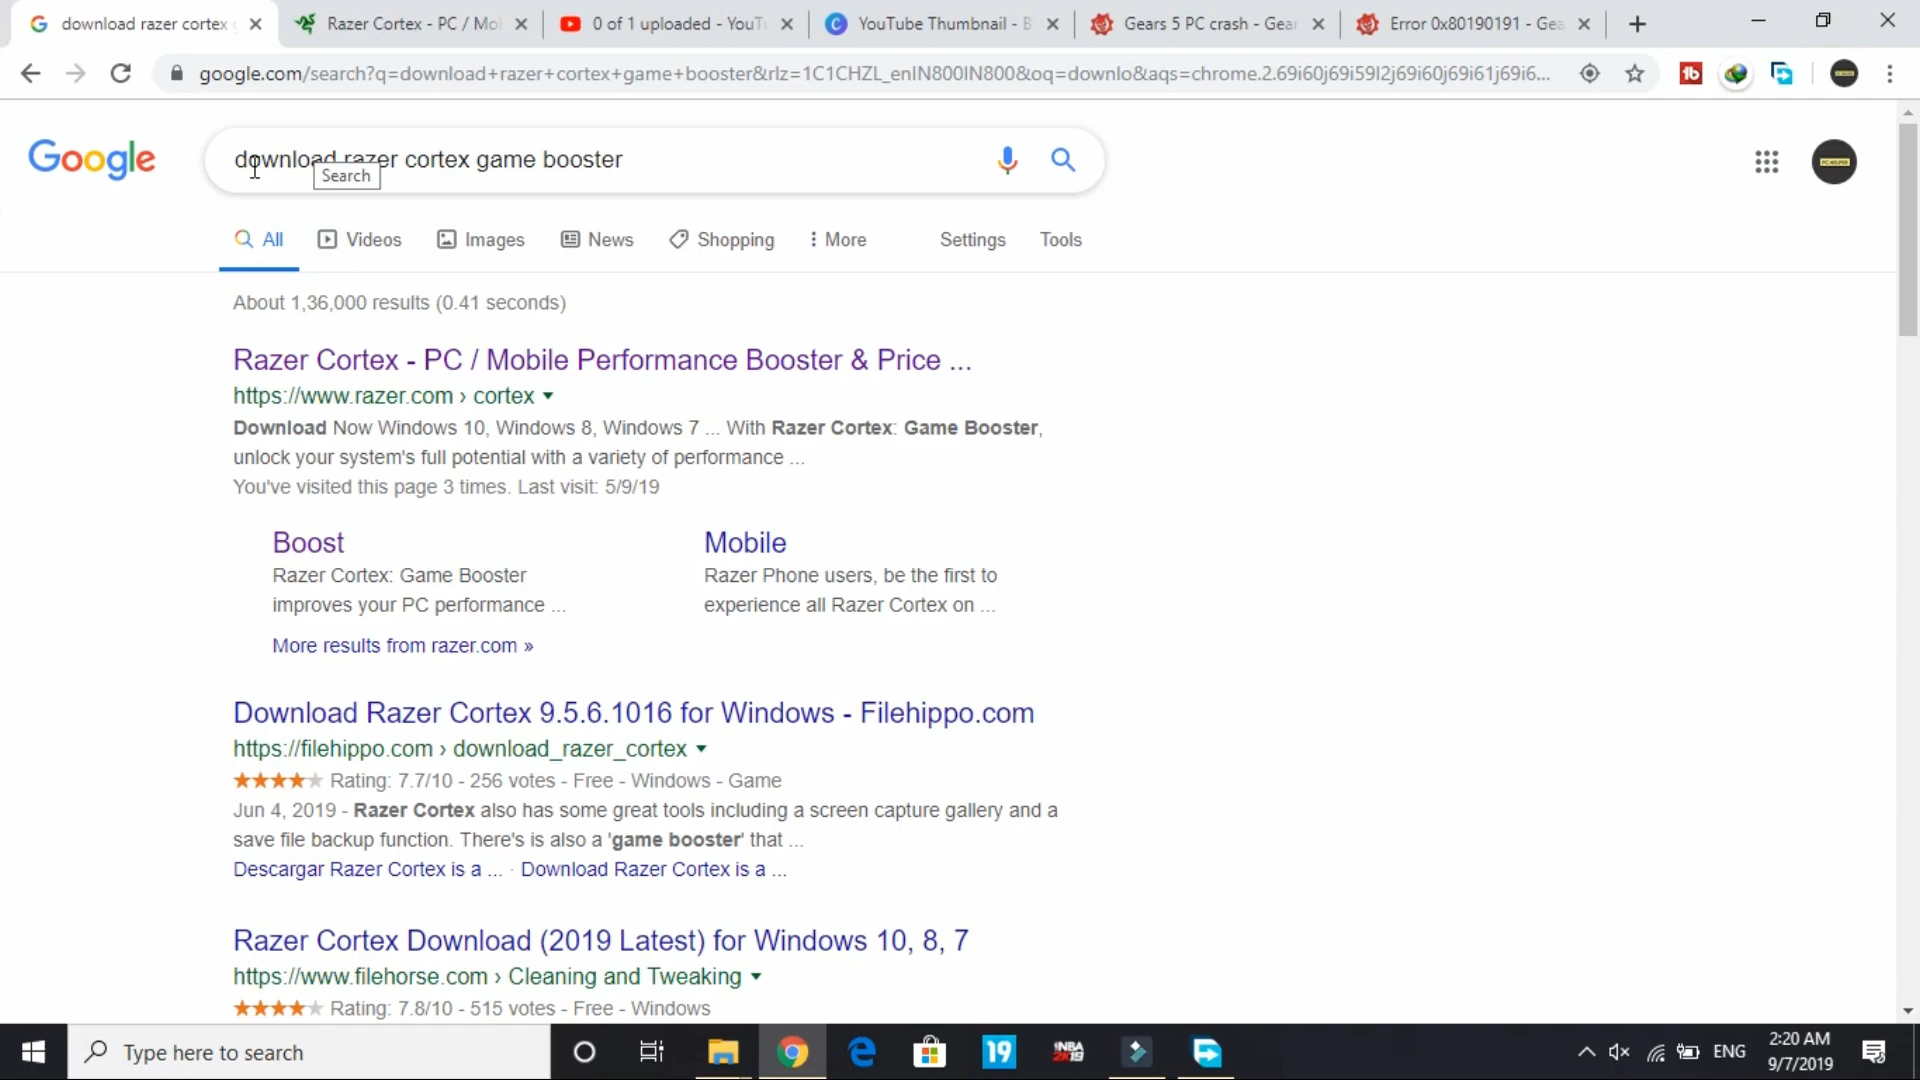 download razer cortex g
Razer Cortex - PC / Mo
0 of 1 uploaded - YouTu
YouTube Thumbnail - B
Gears 5 PC crash - Gear
Error 0x80190191 - Gea
google.com/search?q=download+razer+cortex+game+booster&rlz=1C1CHZL_enIN800IN800&oq=downlo&aqs=chrome.2.69i60j69i59l2j69i60j69i61j69i6...
Google
download razer cortex game booster
Search
PC HELPER
All
Videos
Images
News
Shopping
More
Settings
Tools
About 1,36,000 results (0.41 seconds)
Razer Cortex - PC / Mobile Performance Booster & Price ...
https://www.razer.com › cortex
Download Now Windows 10, Windows 8, Windows 7 ... With Razer Cortex: Game Booster,
unlock your system's full potential with a variety of performance ...
You've visited this page 3 times. Last visit: 5/9/19
Boost
Razer Cortex: Game Booster
improves your PC performance ...
Mobile
Razer Phone users, be the first to
experience all Razer Cortex on ...
More results from razer.com »
Download Razer Cortex 9.5.6.1016 for Windows - Filehippo.com
https://filehippo.com › download_razer_cortex
Rating: 7.7/10 - 256 votes - Free - Windows - Game
Jun 4, 2019 - Razer Cortex also has some great tools including a screen capture gallery and a
save file backup function. There's is also a 'game booster' that ...
Descargar Razer Cortex is a ... · Download Razer Cortex is a ...
Razer Cortex Download (2019 Latest) for Windows 10, 8, 7
https://www.filehorse.com › Cleaning and Tweaking
Rating: 7.8/10 - 515 votes - Free - Windows
Type here to search
19
NBA
2K19
ENG
2:20 AM
9/7/2019